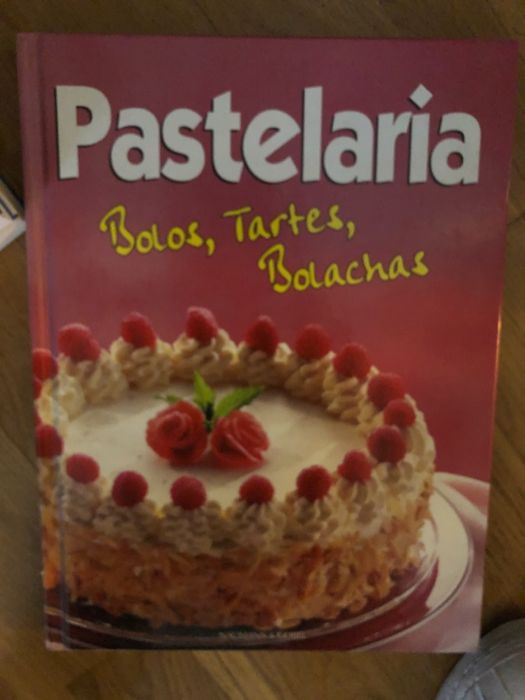 Pastelaria
Bolos, Tartes,
Bolachas